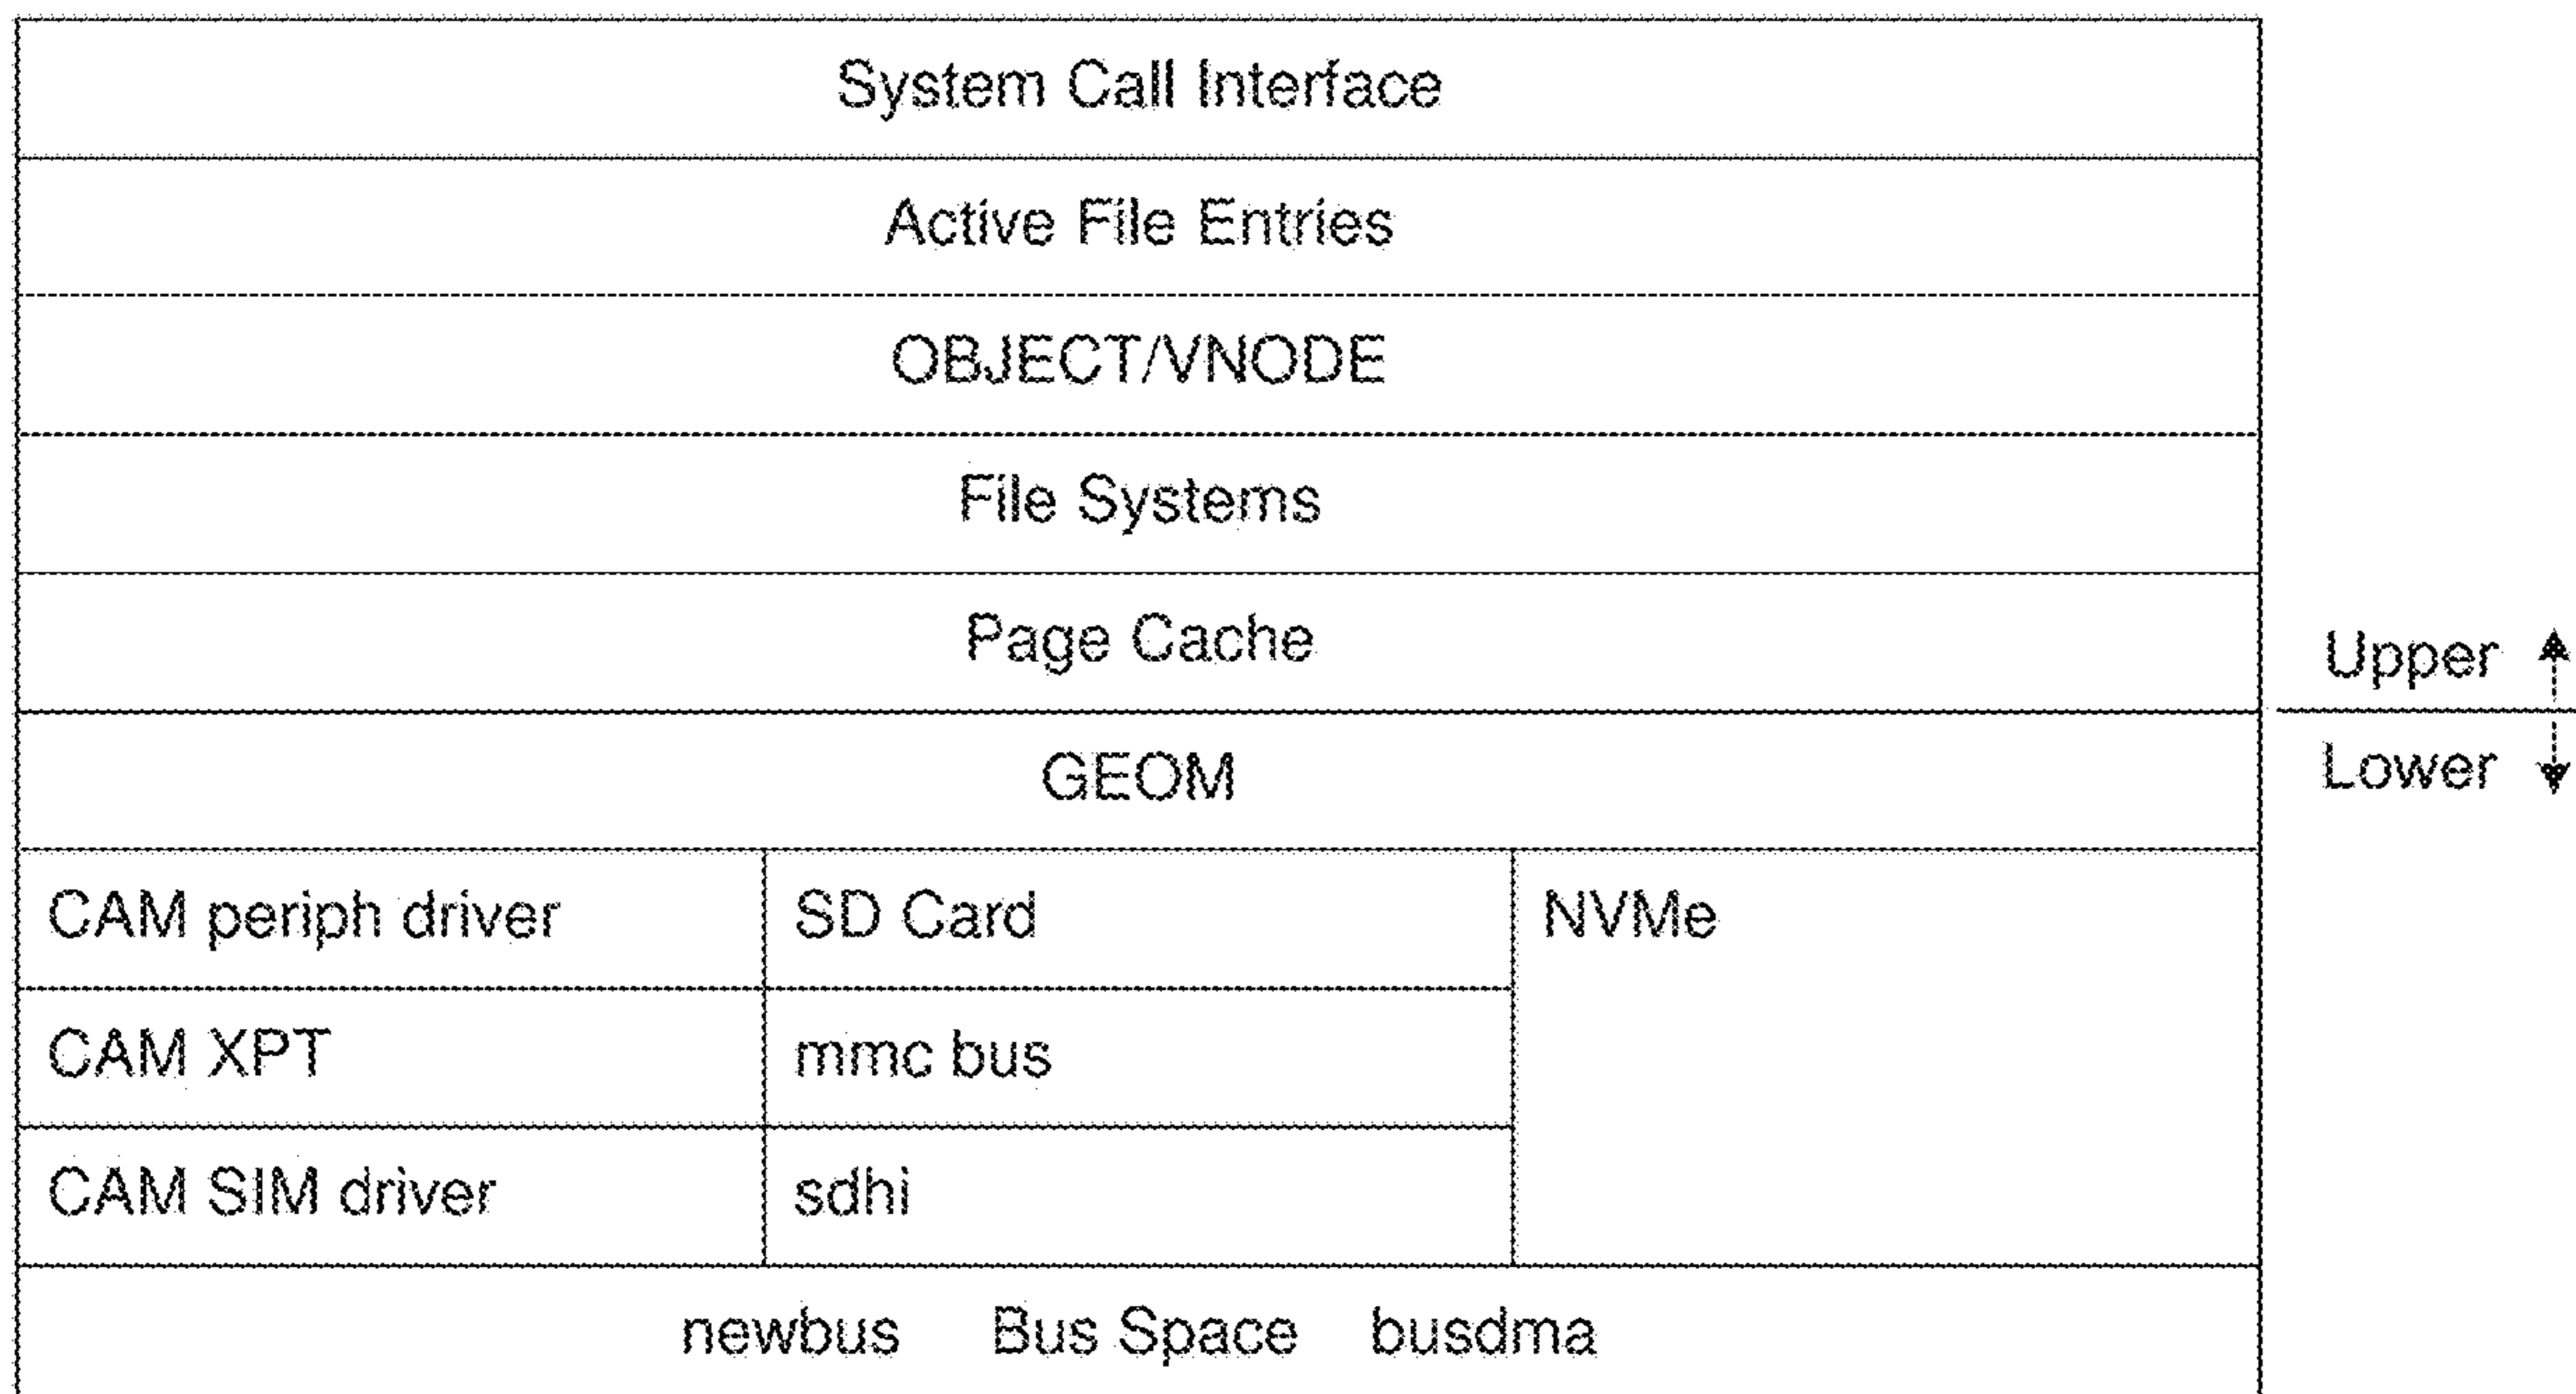 System Call Interface
Active File Entries
OBJECT/VNODE
File Systems
Page Cache
Upper
GEOM
Lower
CAM periph driver
SD Card
NVMe
CAM XPT
mmc bus
CAM SIM driver
sdhi
newbus Bus Space busdma